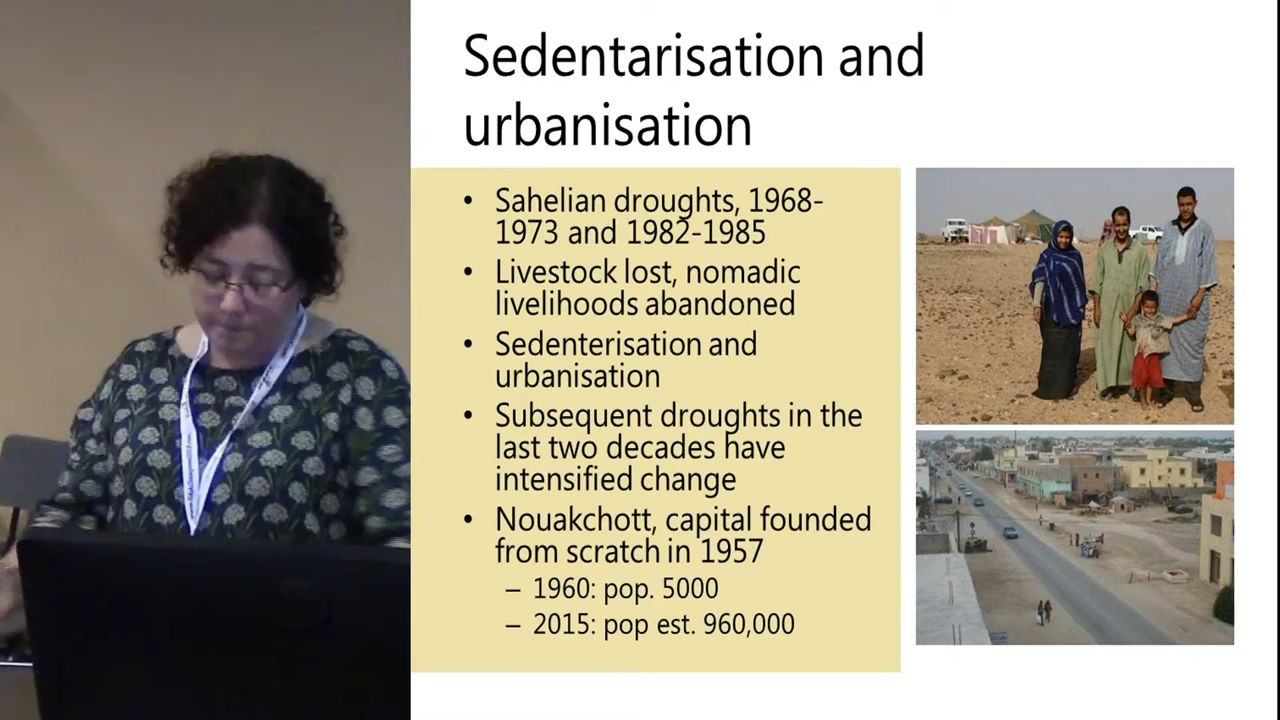 Sedentarisation and
urbanisation
• Sahelian droughts, 1968-
1973 and 1982-1985
• Livestock lost, nomadic
livelihoods abandoned
• Sedenterisation and
urbanisation
• Subsequent droughts in the
last two decades have
intensified change
• Nouakchott, capital founded
from scratch in 1957
– 1960: pop. 5000
– 2015: pop est. 960,000